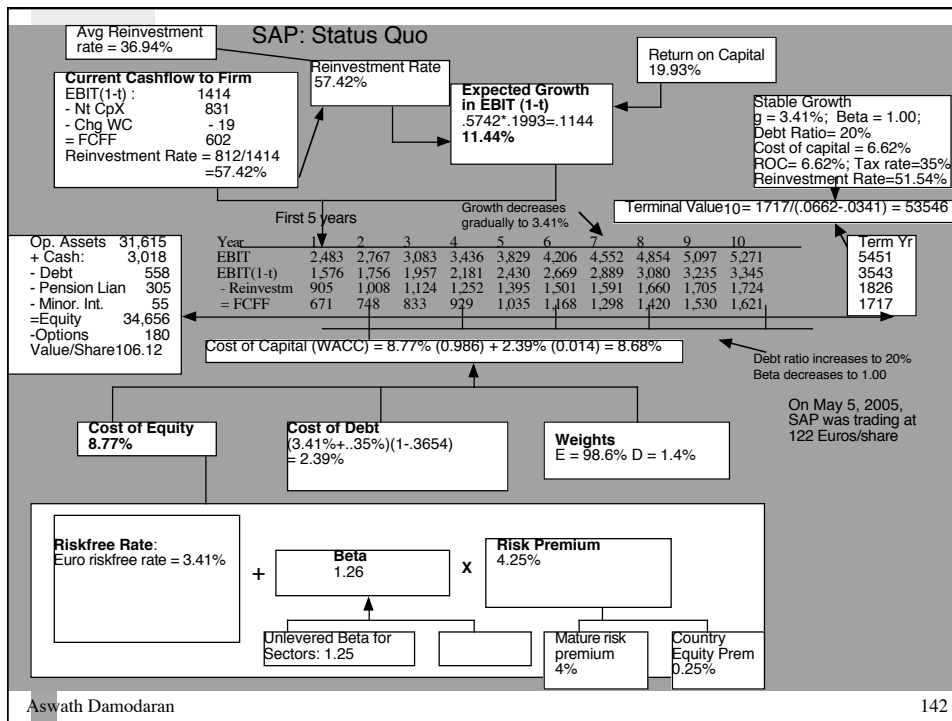 SAP: Status Quo
Avg Reinvestment
rate = 36.94%
Current Cashflow to Firm
EBIT(1-t) : 1414
- Nt CpX 831
- Chg WC - 19
= FCFF 602
Reinvestment Rate = 812/1414
=57.42%
Reinvestment Rate
57.42%
Expected Growth
in EBIT (1-t)
.5742*.1993=.1144
11.44%
Return on Capital
19.93%
Stable Growth
g = 3.41%; Beta = 1.00;
Debt Ratio= 20%
Cost of capital = 6.62%
ROC= 6.62%; Tax rate=35%
Reinvestment Rate=51.54%
Terminal Value10= 1717/(.0662-.0341) = 53546
First 5 years
Growth decreases
gradually to 3.41%
Op. Assets 31,615
+ Cash: 3,018
- Debt 558
- Pension Lian 305
- Minor. Int. 55
=Equity 34,656
-Options 180
Value/Share106.12
Year 1 2 3 4 5 6 7 8 9 10
EBIT 2,483 2,767 3,083 3,436 3,829 4,206 4,552 4,854 5,097 5,271
EBIT(1-t) 1,576 1,756 1,957 2,181 2,430 2,669 2,889 3,080 3,235 3,345
- Reinvestm 905 1,008 1,124 1,252 1,395 1,501 1,591 1,660 1,705 1,724
= FCFF 671 748 833 929 1,035 1,168 1,298 1,420 1,530 1,621
Term Yr
5451
3543
1826
1717
Cost of Capital (WACC) = 8.77% (0.986) + 2.39% (0.014) = 8.68%
Debt ratio increases to 20%
Beta decreases to 1.00
On May 5, 2005,
SAP was trading at
122 Euros/share
Cost of Equity
8.77%
Cost of Debt
(3.41%+..35%)(1-.3654)
= 2.39%
Weights
E = 98.6% D = 1.4%
Riskfree Rate:
Euro riskfree rate = 3.41%
+
Beta
1.26
X
Risk Premium
4.25%
Unlevered Beta for
Sectors: 1.25
Mature risk
premium
4%
Country
Equity Prem
0.25%
Aswath Damodaran
142